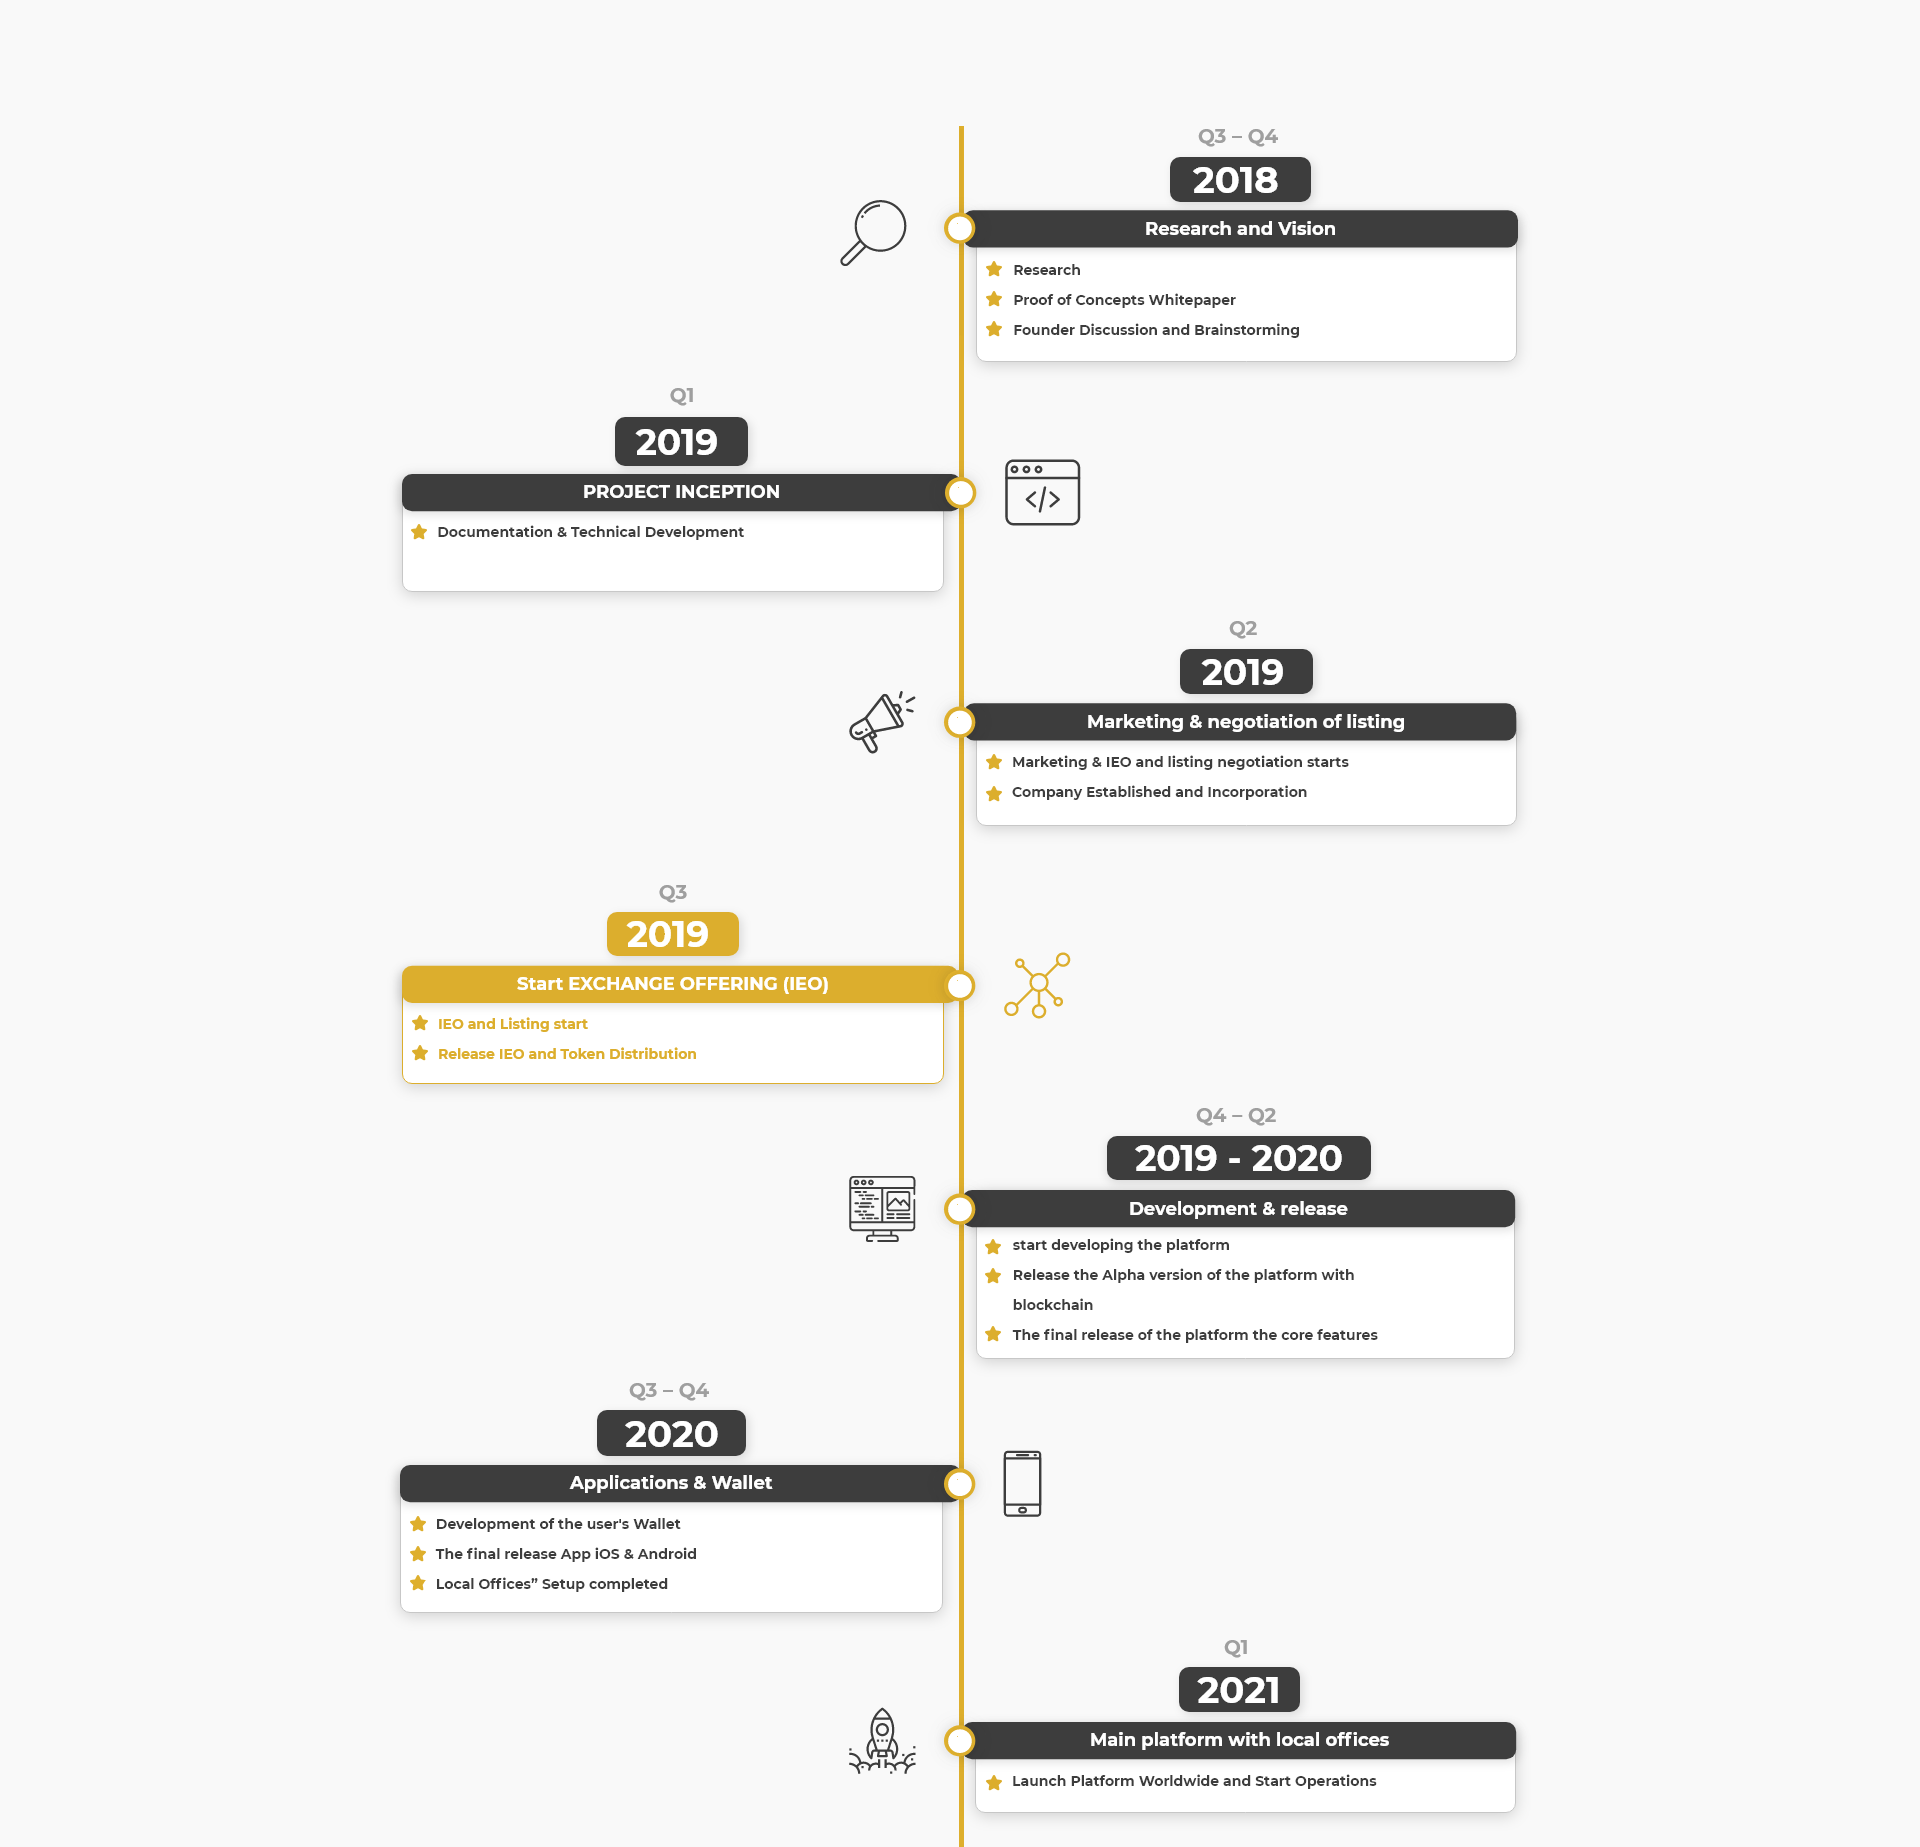 Q3 – Q4
2018
Research and Vision
Research
Proof of Concepts Whitepaper
Founder Discussion and Brainstorming
Q1
2019
PROJECT INCEPTION
Documentation & Technical Development
Q2
2019
Marketing & negotiation of listing
Marketing & IEO and listing negotiation starts
Company Established and Incorporation
Q3
2019
Start EXCHANGE OFFERING (IEO)
IEO and Listing start
Release IEO and Token Distribution
Q4 – Q2
2019 - 2020
Development & release
start developing the platform
Release the Alpha version of the platform with
blockchain
The final release of the platform the core features
Q3 – Q4
2020
Applications & Wallet
Development of the user's Wallet
The final release App iOS & Android
Local Offices” Setup completed
Q1
2021
Main platform with local offices
Launch Platform Worldwide and Start Operations